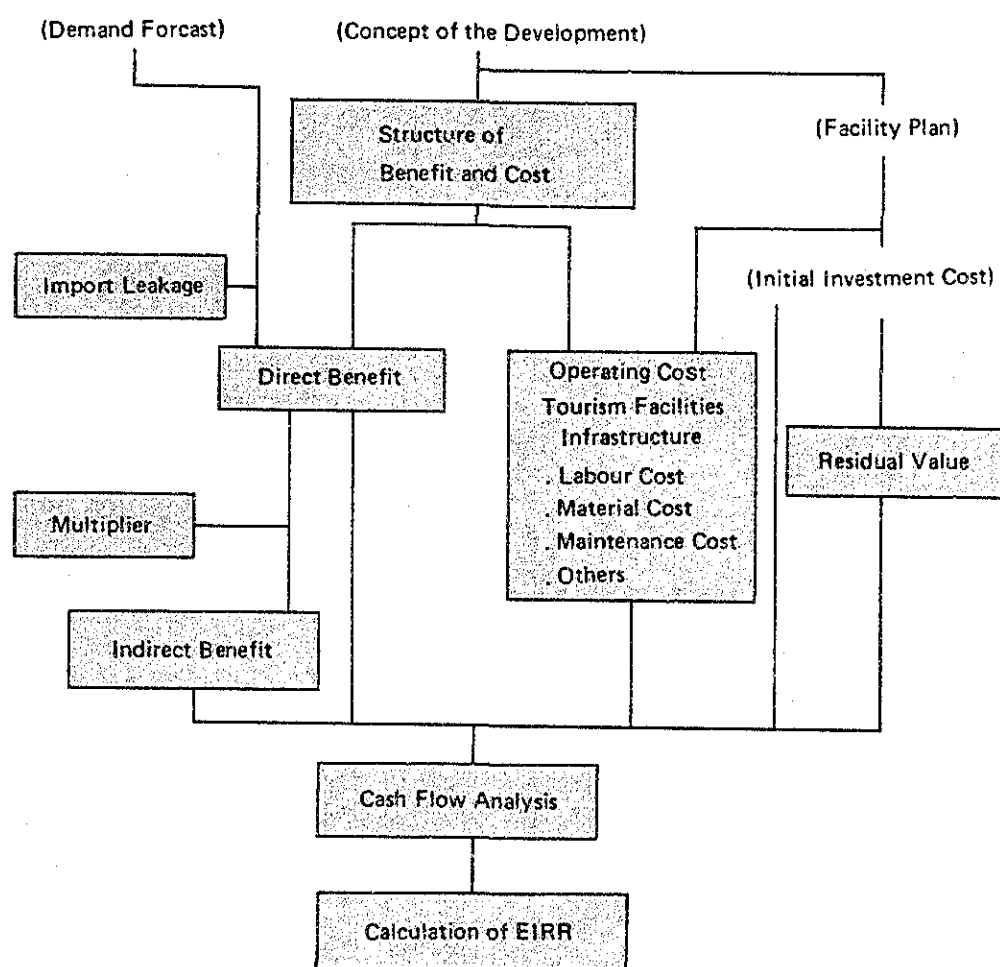 (Demand Forcast)
(Concept of the Development)
Structure of
Benefit and Cost
(Facility Plan)
Import Leakage
(Initial Investment Cost)
Direct Benefit
Operating Cost
Tourism Facilities
Infrastructure
. Labour Cost
. Material Cost
. Maintenance Cost
. Others
Residual Value
Multiplier
Indirect Benefit
Cash Flow Analysis
Calculation of EIRR